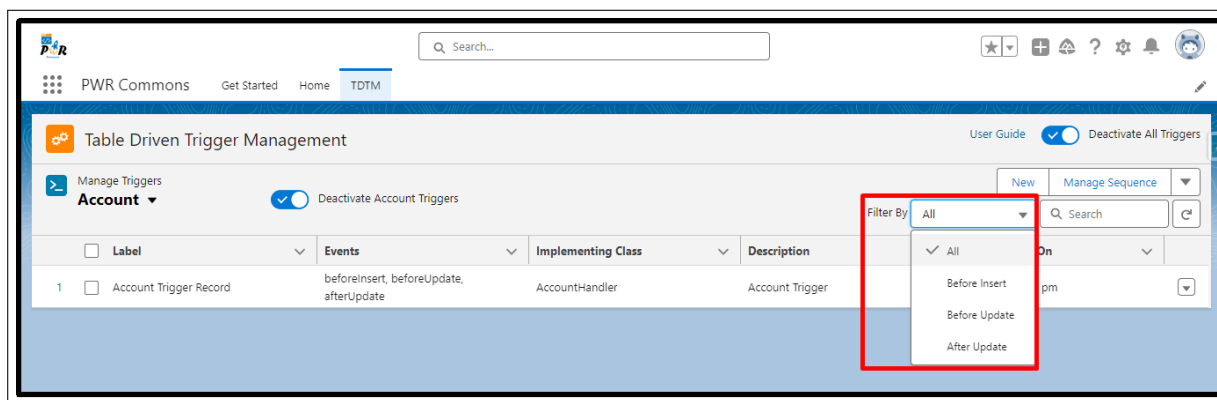 PWR
Search...
PWR Commons Get Started Home TDTM
Table Driven Trigger Management
User Guide Deactivate All Triggers
Manage Triggers
Account
Deactivate Account Triggers
New Manage Sequence
Filter By All Search
Label Events Implementing Class Description On
1 Account Trigger Record beforeInsert, beforeUpdate,
afterUpdate AccountHandler Account Trigger pm
All
Before Insert
Before Update
After Update